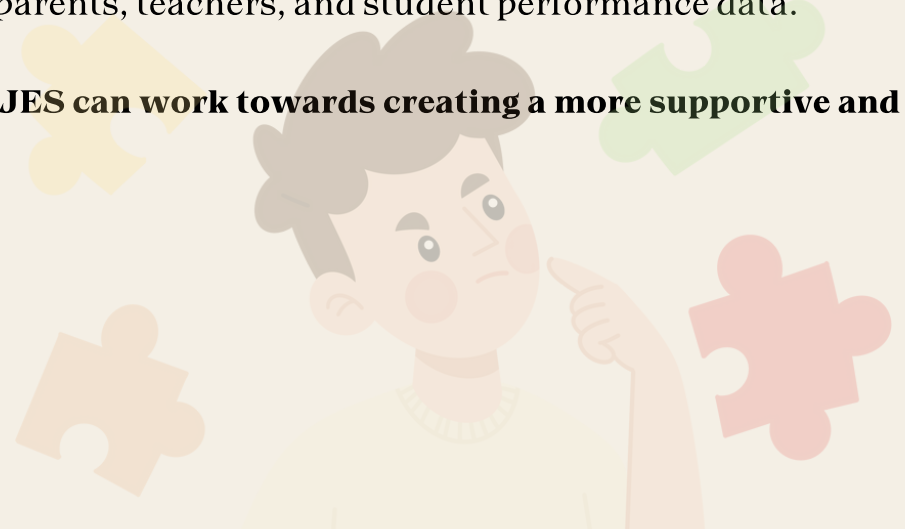 parents, teachers, and student performance data.
JES can work towards creating a more supportive and